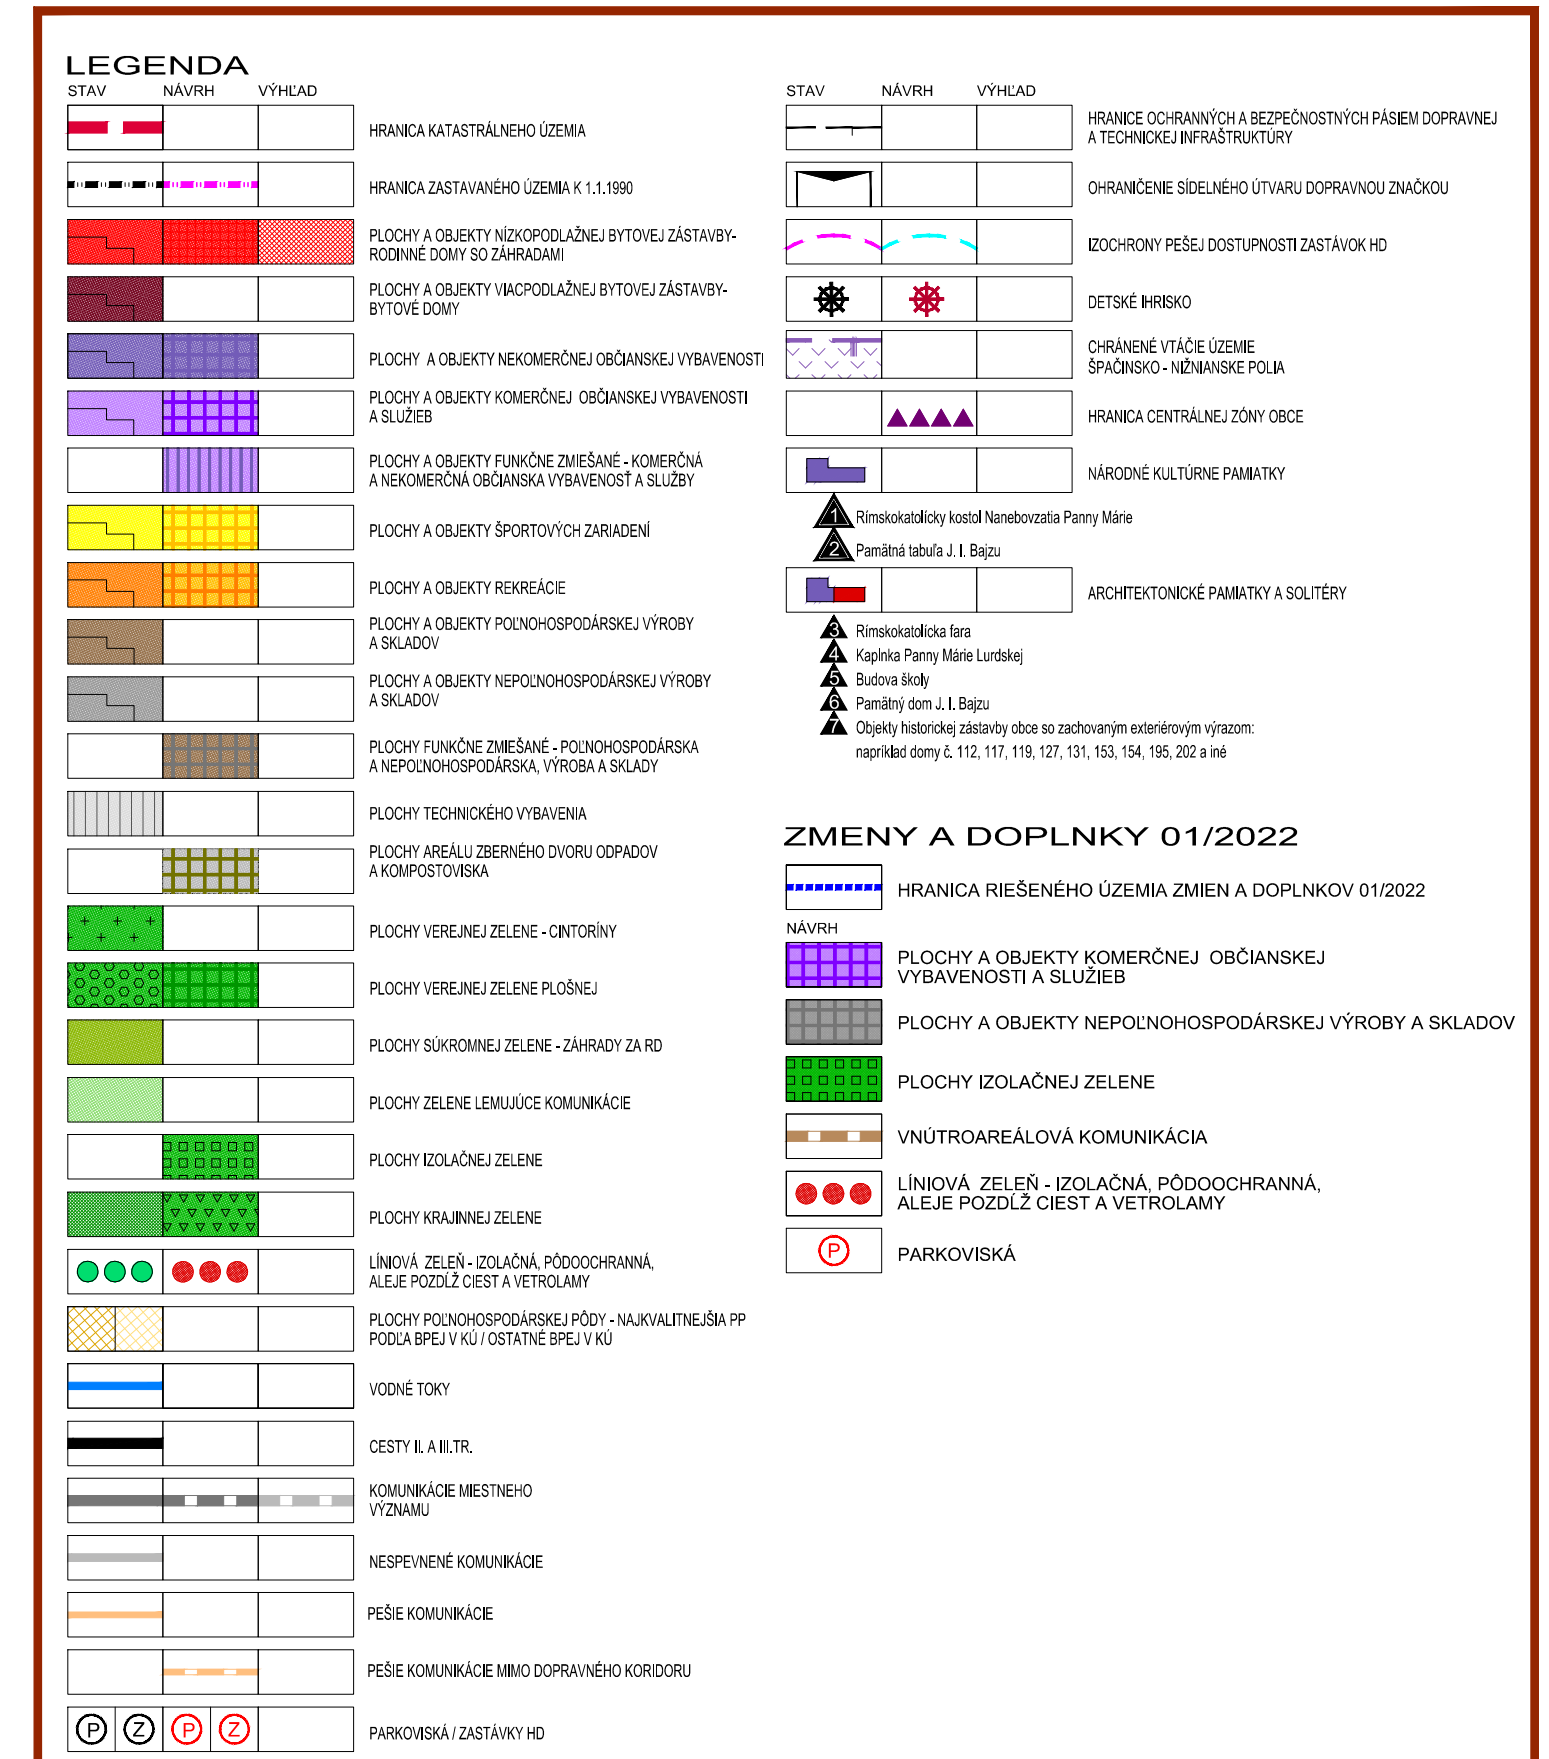 LEGENDA
STAV NÁVRH VÝHĽAD
HRANICA KATASTRÁLNEHO ÚZEMIA
HRANICA ZASTAVANÉHO ÚZEMIA K 1.1.1990
PLOCHY A OBJEKTY NÍZKOPODLAŽNEJ BYTOVEJ ZÁSTAVBY-
RODINNÉ DOMY SO ZÁHRADAMI
PLOCHY A OBJEKTY VIACPODLAŽNEJ BYTOVEJ ZÁSTAVBY-
BYTOVÉ DOMY
PLOCHY A OBJEKTY NEKOMERČNEJ OBČIANSKEJ VYBAVENOSTI
PLOCHY A OBJEKTY KOMERČNEJ OBČIANSKEJ VYBAVENOSTI
A SLUŽIEB
PLOCHY A OBJEKTY FUNKČNE ZMIEŠANÉ - KOMERČNÁ
A NEKOMERČNÁ OBČIANSKA VYBAVENOSŤ A SLUŽBY
PLOCHY A OBJEKTY ŠPORTOVÝCH ZARIADENÍ
PLOCHY A OBJEKTY REKREÁCIE
PLOCHY A OBJEKTY POĽNOHOSPODÁRSKEJ VÝROBY
A SKLADOV
PLOCHY A OBJEKTY NEPOĽNOHOSPODÁRSKEJ VÝROBY
A SKLADOV
PLOCHY FUNKČNE ZMIEŠANÉ - POĽNOHOSPODÁRSKA
A NEPOĽNOHOSPODÁRSKA, VÝROBA A SKLADY
PLOCHY TECHNICKÉHO VYBAVENIA
PLOCHY AREÁLU ZBERNÉHO DVORU ODPADOV
A KOMPOSTOVISKA
PLOCHY VEREJNEJ ZELENE - CINTORÍNY
PLOCHY VEREJNEJ ZELENE PLOŠNEJ
PLOCHY SÚKROMNEJ ZELENE - ZÁHRADY ZA RD
PLOCHY ZELENE LEMUJÚCE KOMUNIKÁCIE
PLOCHY IZOLAČNEJ ZELENE
PLOCHY KRAJINNEJ ZELENE
LÍNIOVÁ ZELEŇ - IZOLAČNÁ, PÔDOOCHRANNÁ,
ALEJE POZDĹŽ CIEST A VETROLAMY
PLOCHY POĽNOHOSPODÁRSKEJ PÔDY - NAJKVALITNEJŠIA PP
PODĽA BPEJ V KÚ / OSTATNÉ BPEJ V KÚ
VODNÉ TOKY
CESTY II. A III.TR.
KOMUNIKÁCIE MIESTNEHO
VÝZNAMU
NESPEVNENÉ KOMUNIKÁCIE
PEŠIE KOMUNIKÁCIE
PEŠIE KOMUNIKÁCIE MIMO DOPRAVNÉHO KORIDORU
P Z P Z PARKOVISKÁ / ZASTÁVKY HD
STAV NÁVRH VÝHĽAD
HRANICE OCHRANNÝCH A BEZPEČNOSTNÝCH PÁSIEM DOPRAVNEJ
A TECHNICKEJ INFRAŠTRUKTÚRY
OHRANIČENIE SÍDELNÉHO ÚTVARU DOPRAVNOU ZNAČKOU
IZOCHRONY PEŠEJ DOSTUPNOSTI ZASTÁVOK HD
DETSKÉ IHRISKO
CHRÁNENÉ VTÁČIE ÚZEMIE
ŠPAČINSKO - NIŽNIANSKE POLIA
HRANICA CENTRÁLNEJ ZÓNY OBCE
NÁRODNÉ KULTÚRNE PAMIATKY
1 Rímskokatolícky kostol Nanebovzatia Panny Márie
2 Pamätná tabuľa J. I. Bajzu
ARCHITEKTONICKÉ PAMIATKY A SOLITÉRY
3 Rímskokatolícka fara
4 Kaplnka Panny Márie Lurdskej
5 Budova školy
6 Pamätný dom J. I. Bajzu
7 Objekty historickej zástavby obce so zachovaným exteriérovým výrazom:
napríklad domy č. 112, 117, 119, 127, 131, 153, 154, 195, 202 a iné
ZMENY A DOPLNKY 01/2022
HRANICA RIEŠENÉHO ÚZEMIA ZMIEN A DOPLNKOV 01/2022
NÁVRH
PLOCHY A OBJEKTY KOMERČNEJ OBČIANSKEJ
VYBAVENOSTI A SLUŽIEB
PLOCHY A OBJEKTY NEPOĽNOHOSPODÁRSKEJ VÝROBY A SKLADOV
PLOCHY IZOLAČNEJ ZELENE
VNÚTROAREÁLOVÁ KOMUNIKÁCIA
LÍNIOVÁ ZELEŇ - IZOLAČNÁ, PÔDOOCHRANNÁ,
ALEJE POZDĹŽ CIEST A VETROLAMY
P PARKOVISKÁ